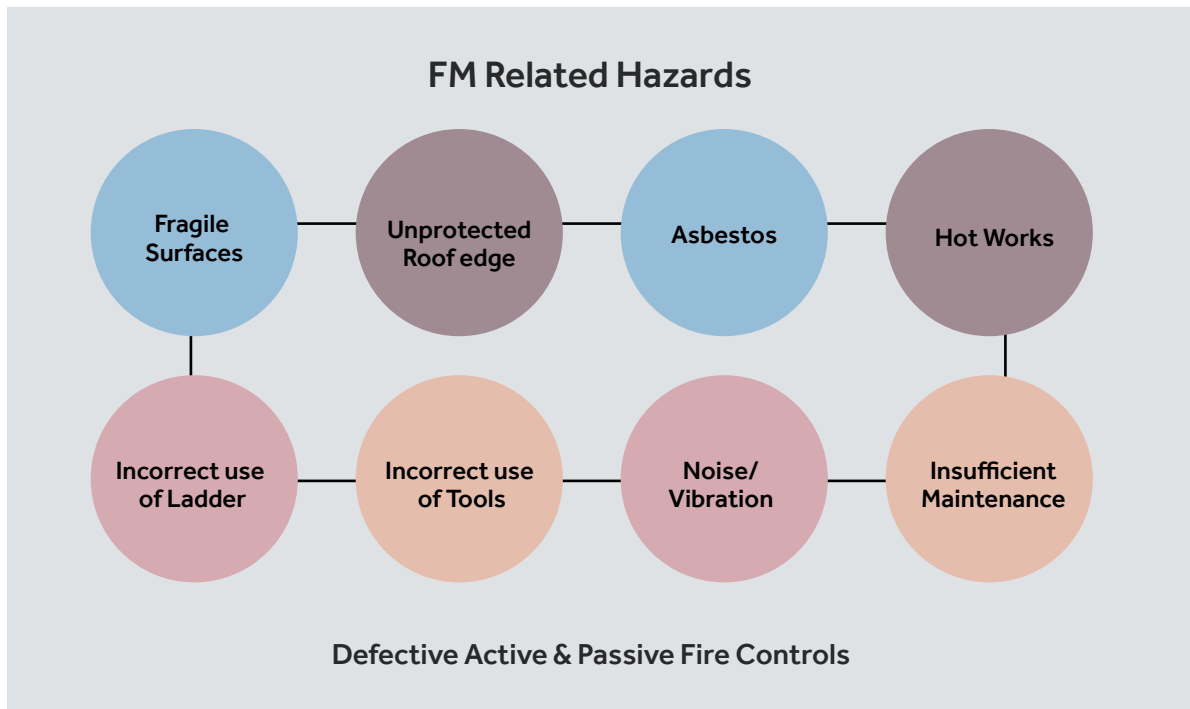 FM Related Hazards
Fragile
Surfaces
Unprotected
Roof edge
Asbestos
Hot Works
Incorrect use
of Ladder
Incorrect use
of Tools
Noise/
Vibration
Insufficient
Maintenance
Defective Active & Passive Fire Controls